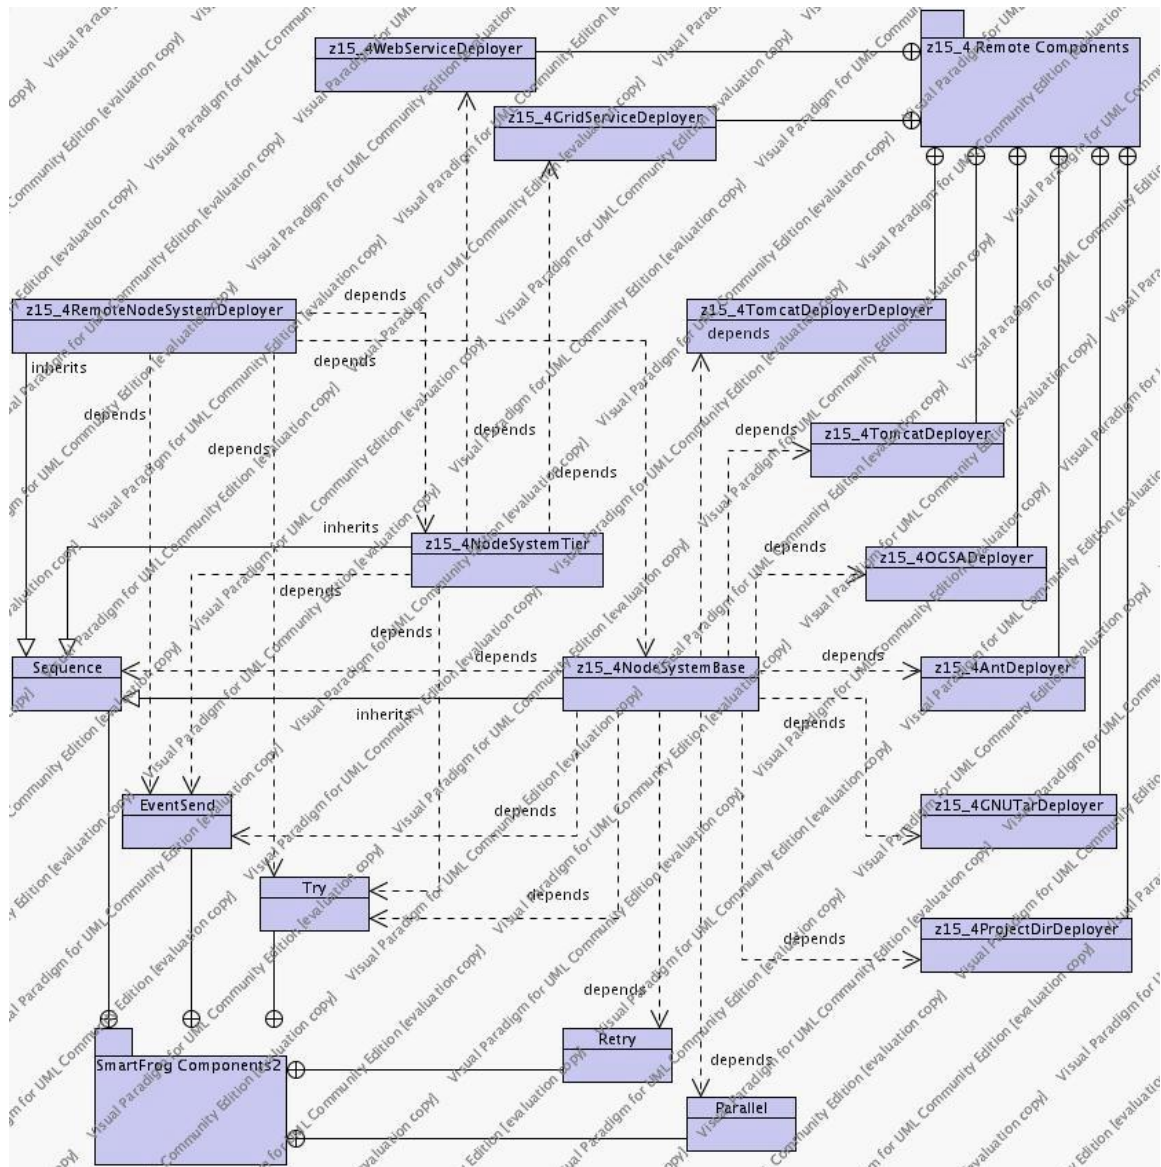 z15_4WebServiceDeployer
z15_4 Remote Components
z15_4GridServiceDeployer
depends
z15_4RemoteNodeSystemDeployer
z15_4TomcatDeployerDeployer
depends
depends
inherits
depends
depends
z15_4TomcatDeployer
depends
depends
depends
inherits
z15_4NodeSystemTier
depends
z15_4OGSADeployer
depends
depends
Sequence
depends
z15_4NodeSystemBase
depends
z15_4AntDeployer
inherits
depends
EventSend
depends
z15_4GNUTarDeployer
Try
depends
z15_4ProjectDirDeployer
depends
depends
Retry
SmartFrog Components2
depends
Parallel
Visual Paradigm for UML Community Edition [evaluation copy]